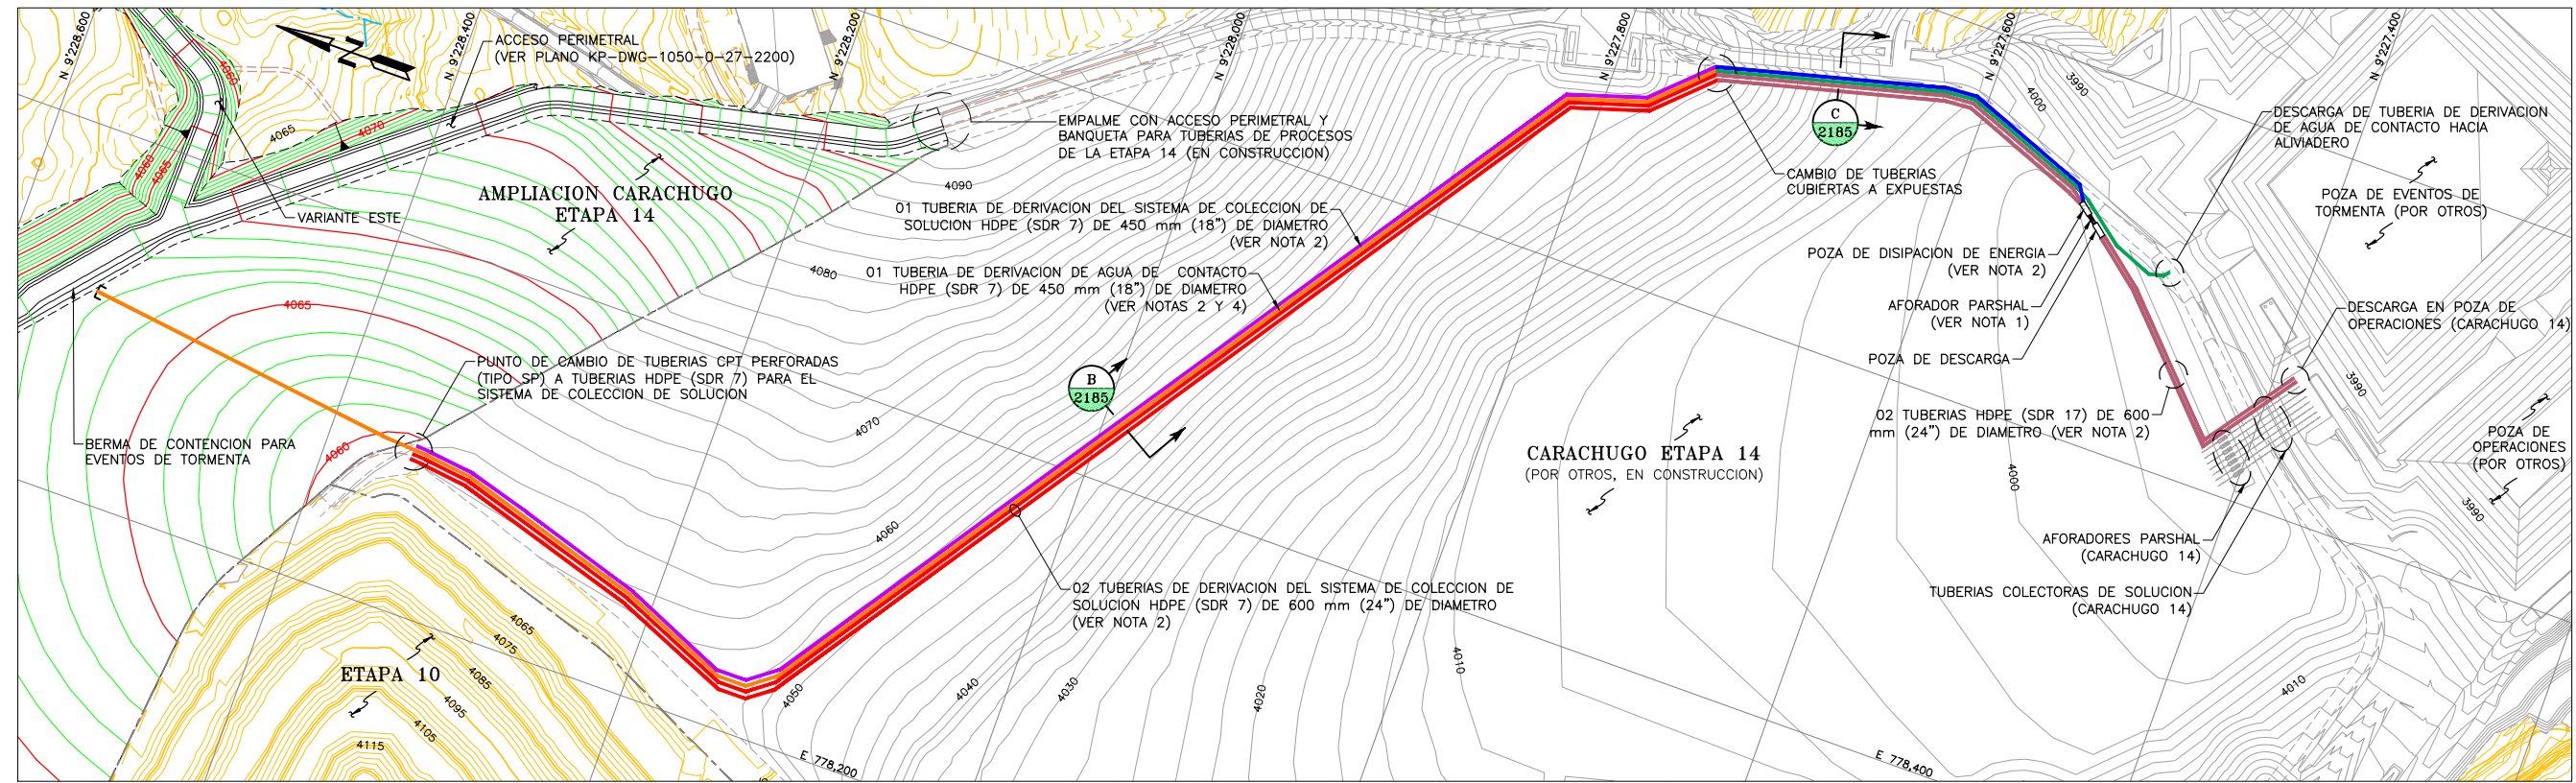 N 9'228,600
N 9'228,400
N 9'228,200
N 9'228,000
N 9'227,800
N 9'227,600
N 9'227,400
N
ACCESO PERIMETRAL
(VER PLANO KP-DWG-1050-0-27-2200)
EMPALME CON ACCESO PERIMETRAL Y
BANQUETA PARA TUBERIAS DE PROCESOS
DE LA ETAPA 14 (EN CONSTRUCCION)
4060
4065
4070
4060
4065
VARIANTE ESTE
AMPLIACION CARACHUGO
ETAPA 14
4090
01 TUBERIA DE DERIVACION DEL SISTEMA DE COLECCION DE
SOLUCION HDPE (SDR 7) DE 450 mm (18") DE DIAMETRO
(VER NOTA 2)
4080
01 TUBERIA DE DERIVACION DE AGUA DE CONTACTO
HDPE (SDR 7) DE 450 mm (18") DE DIAMETRO
(VER NOTAS 2 Y 4)
C
2185
CAMBIO DE TUBERIAS
CUBIERTAS A EXPUESTAS
4000
3990
DESCARGA DE TUBERIA DE DERIVACION
DE AGUA DE CONTACTO HACIA
ALIVIADERO
POZA DE EVENTOS DE
TORMENTA (POR OTROS)
POZA DE DISIPACION DE ENERGIA
(VER NOTA 2)
AFORADOR PARSHAL
(VER NOTA 1)
POZA DE DESCARGA
DESCARGA EN POZA DE
OPERACIONES (CARACHUGO 14)
4065
PUNTO DE CAMBIO DE TUBERIAS CPT PERFORADAS
(TIPO SP) A TUBERIAS HDPE (SDR 7) PARA EL
SISTEMA DE COLECCION DE SOLUCION
B
2185
4070
3990
02 TUBERIAS HDPE (SDR 17) DE 600
mm (24") DE DIAMETRO (VER NOTA 2)
BERMA DE CONTENCION PARA
EVENTOS DE TORMENTA
4060
CARACHUGO ETAPA 14
(POR OTROS, EN CONSTRUCCION)
4000
POZA DE
OPERACIONES
(POR OTROS)
3990
4060
AFORADORES PARSHAL
(CARACHUGO 14)
TUBERIAS COLECTORAS DE SOLUCION
(CARACHUGO 14)
02 TUBERIAS DE DERIVACION DEL SISTEMA DE COLECCION DE
SOLUCION HDPE (SDR 7) DE 600 mm (24") DE DIAMETRO
(VER NOTA 2)
ETAPA 10
4065
4075
4085
4095
4105
4115
4050
4040
4030
4020
4010
4010
E 778,200
E 778,400